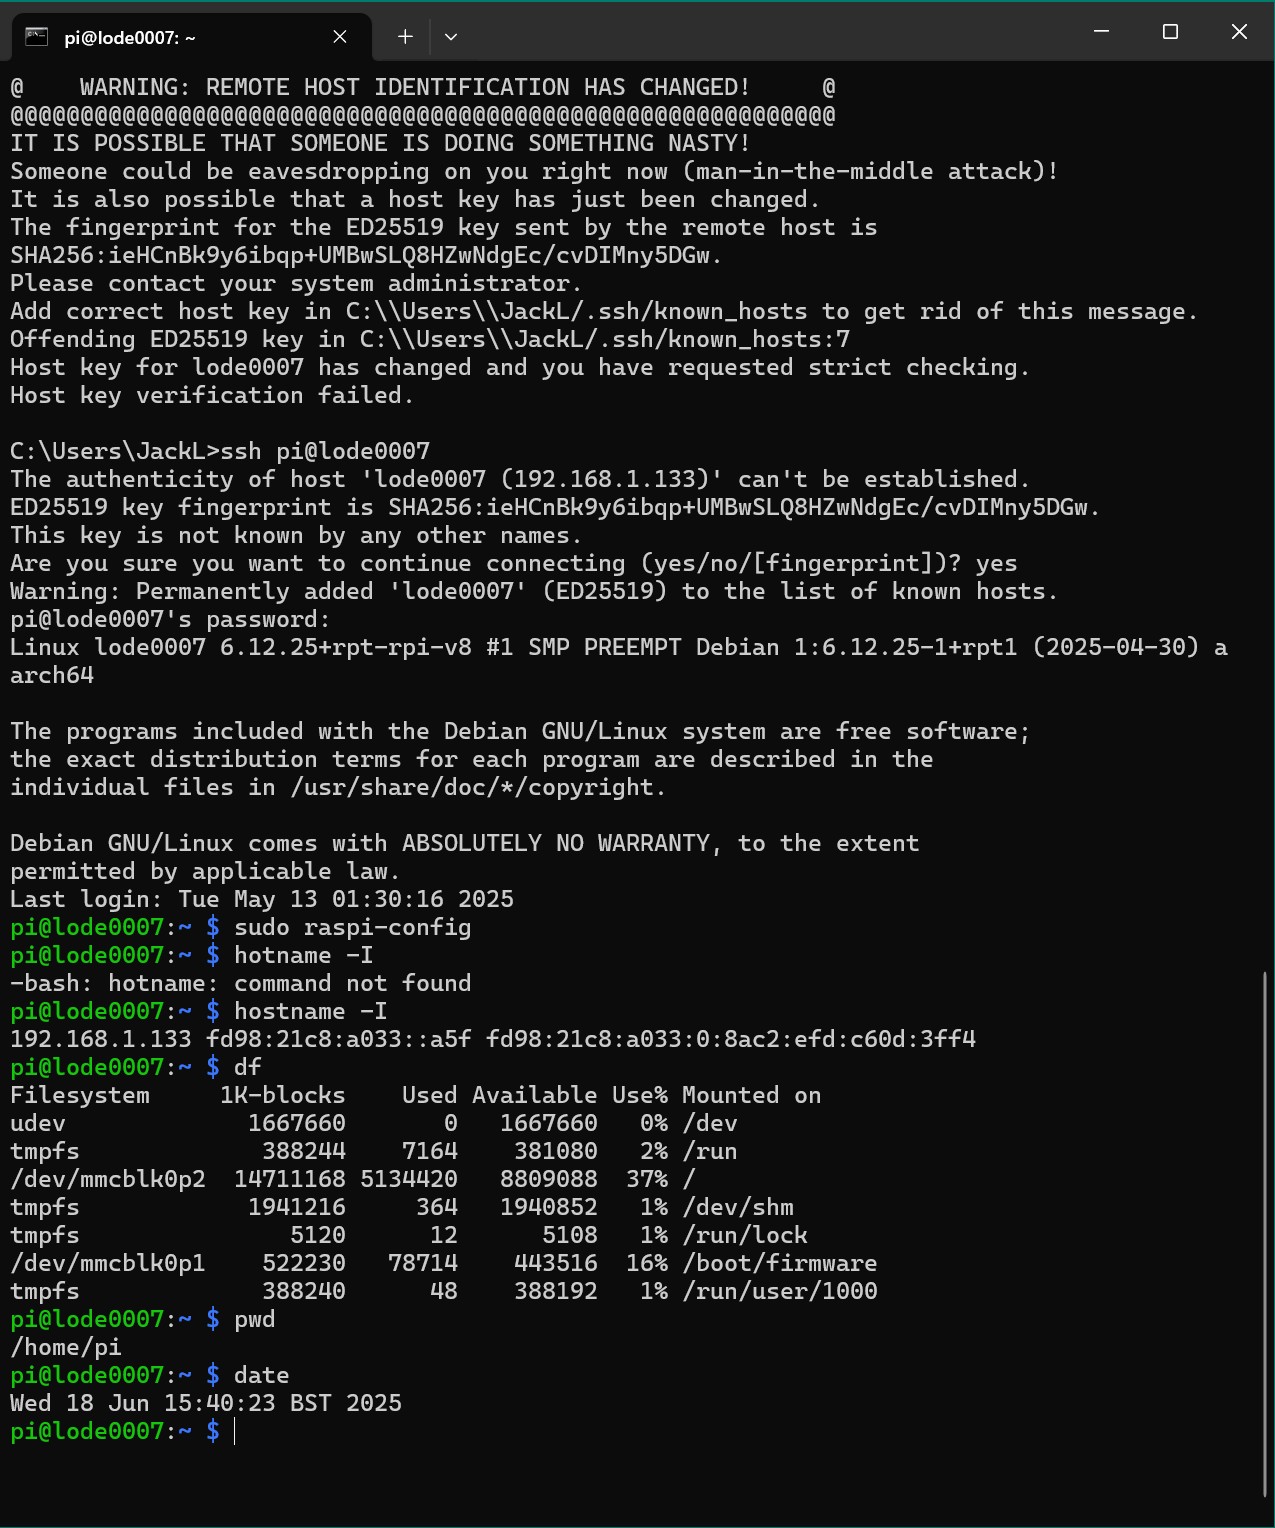 pi@lode0007: ~
@    WARNING: REMOTE HOST IDENTIFICATION HAS CHANGED!     @
@@@@@@@@@@@@@@@@@@@@@@@@@@@@@@@@@@@@@@@@@@@@@@@@@@@@@@@@@@@
IT IS POSSIBLE THAT SOMEONE IS DOING SOMETHING NASTY!
Someone could be eavesdropping on you right now (man-in-the-middle attack)!
It is also possible that a host key has just been changed.
The fingerprint for the ED25519 key sent by the remote host is
SHA256:ieHCnBk9y6ibqp+UMBwSLQ8HZwNdgEc/cvDIMny5DGw.
Please contact your system administrator.
Add correct host key in C:\\Users\\JackL/.ssh/known_hosts to get rid of this message.
Offending ED25519 key in C:\\Users\\JackL/.ssh/known_hosts:7
Host key for lode0007 has changed and you have requested strict checking.
Host key verification failed.

C:\Users\JackL>ssh pi@lode0007
The authenticity of host 'lode0007 (192.168.1.133)' can't be established.
ED25519 key fingerprint is SHA256:ieHCnBk9y6ibqp+UMBwSLQ8HZwNdgEc/cvDIMny5DGw.
This key is not known by any other names.
Are you sure you want to continue connecting (yes/no/[fingerprint])? yes
Warning: Permanently added 'lode0007' (ED25519) to the list of known hosts.
pi@lode0007's password:
Linux lode0007 6.12.25+rpt-rpi-v8 #1 SMP PREEMPT Debian 1:6.12.25-1+rpt1 (2025-04-30) a
arch64

The programs included with the Debian GNU/Linux system are free software;
the exact distribution terms for each program are described in the
individual files in /usr/share/doc/*/copyright.

Debian GNU/Linux comes with ABSOLUTELY NO WARRANTY, to the extent
permitted by applicable law.
Last login: Tue May 13 01:30:16 2025
pi@lode0007:~ $ sudo raspi-config
pi@lode0007:~ $ hotname -I
-bash: hotname: command not found
pi@lode0007:~ $ hostname -I
192.168.1.133 fd98:21c8:a033::a5f fd98:21c8:a033:0:8ac2:efd:c60d:3ff4
pi@lode0007:~ $ df
Filesystem     1K-blocks    Used Available Use% Mounted on
udev             1667660       0   1667660   0% /dev
tmpfs             388244    7164    381080   2% /run
/dev/mmcblk0p2  14711168 5134420   8809088  37% /
tmpfs            1941216     364   1940852   1% /dev/shm
tmpfs               5120      12      5108   1% /run/lock
/dev/mmcblk0p1    522230   78714    443516  16% /boot/firmware
tmpfs             388240      48    388192   1% /run/user/1000
pi@lode0007:~ $ pwd
/home/pi
pi@lode0007:~ $ date
Wed 18 Jun 15:40:23 BST 2025
pi@lode0007:~ $